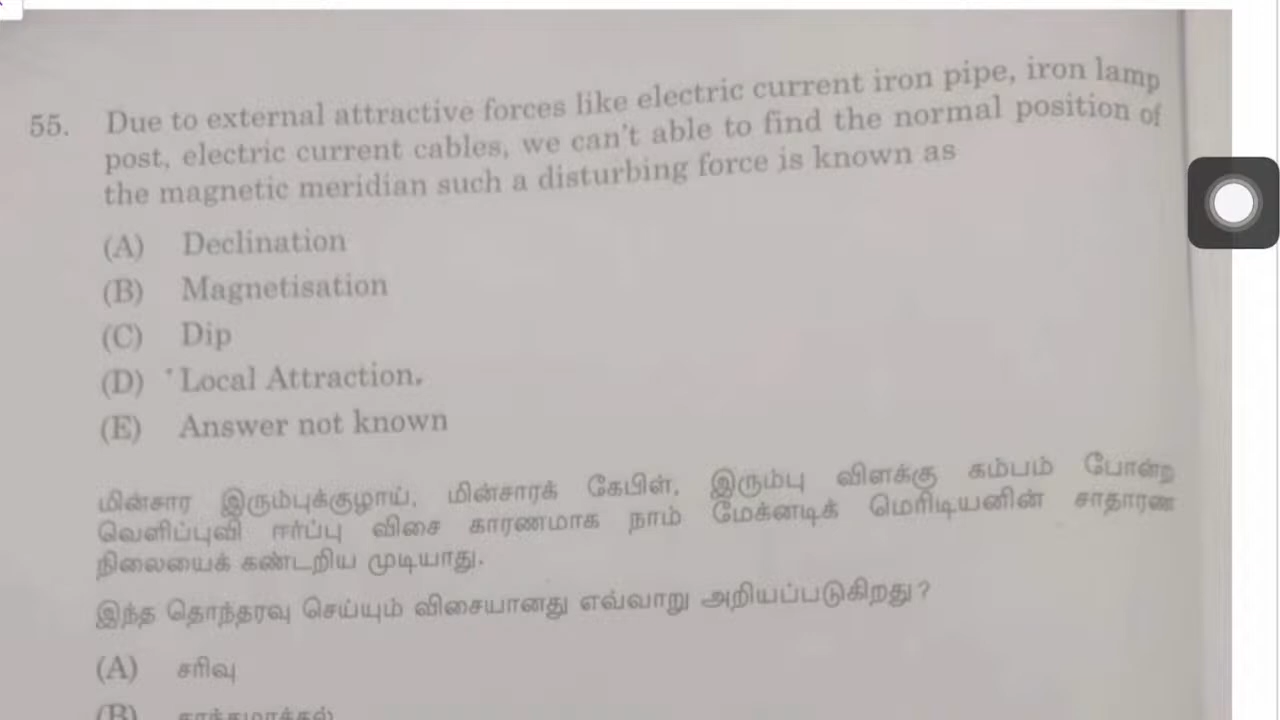 55. Due to external attractive forces like electric current iron pipe, iron lamp
post, electric current cables, we can't able to find the normal position of
the magnetic meridian such a disturbing force is known as
(A) Declination
(B) Magnetisation
(C) Dip
(D) Local Attraction.
(E) Answer not known
மின்சார இரும்புக்குழாய், மின்சாரக் கேபிள், இரும்பு விளக்கு கம்பம் போன்ற
வெளிப்புவி ஈர்ப்பு விசை காரணமாக நாம் மேக்னடிக் மெரிடியனின் சாதாரண
நிலையைக் கண்டறிய முடியாது.
இந்த தொந்தரவு செய்யும் விசையானது எவ்வாறு அறியப்படுகிறது?
(A) சரிவு
(B)